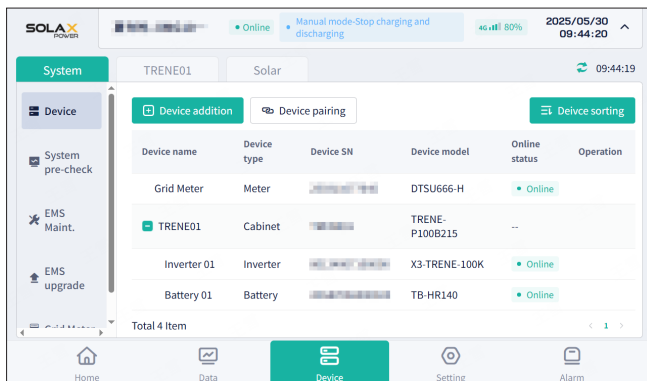 SOLAX
POWER
Online
Manual mode-Stop charging and
discharging
4G 80%
2025/05/30
09:44:20
System
TRENE01
Solar
09:44:19
Device
System
pre-check
EMS
Maint.
EMS
upgrade
Grid Meter
Device addition
Device pairing
Deivce sorting
Device name
Device
type
Device SN
Device model
Online
status
Operation
Grid Meter Meter DTSU666-H Online
TRENE01 Cabinet TRENE-
P100B215 --
Inverter 01 Inverter X3-TRENE-100K Online
Battery 01 Battery TB-HR140 Online
Total 4 Item
< 1 >
Home
Data
Device
Setting
Alarm